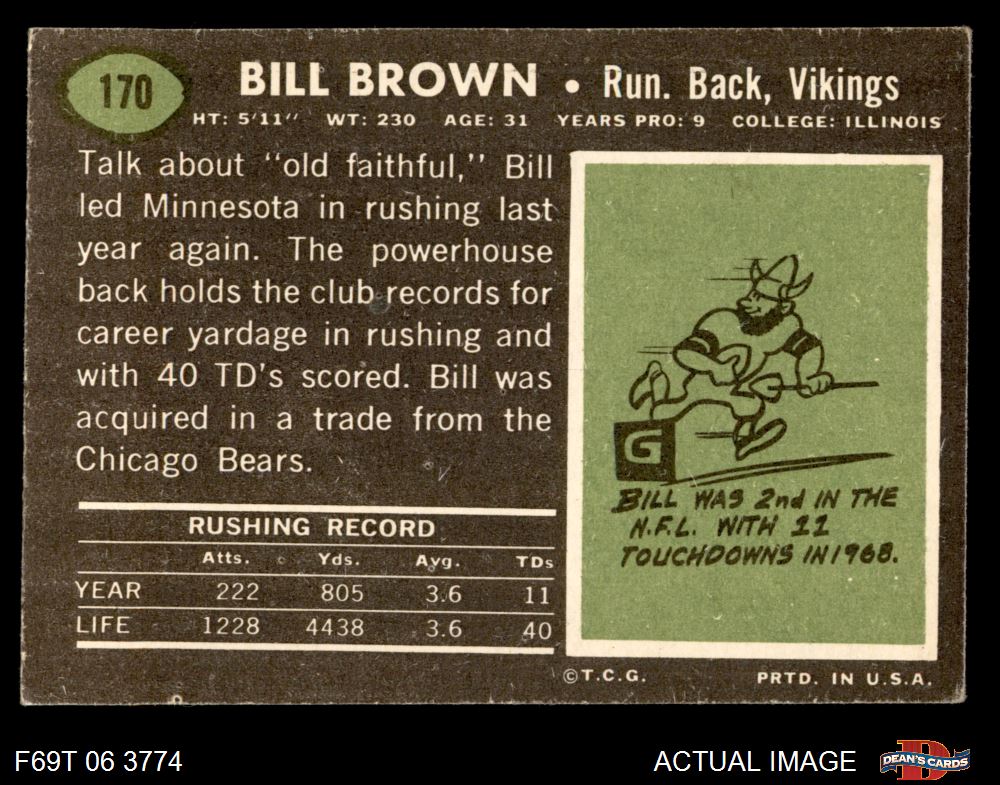 170
BILL BROWN • Run. Back, Vikings
HT: 5'11" WT: 230 AGE: 31 YEARS PRO: 9 COLLEGE: ILLINOIS
Talk about "old faithful," Bill
led Minnesota in rushing last
year again. The powerhouse
back holds the club records for
career yardage in rushing and
with 40 TD's scored. Bill was
acquired in a trade from the
Chicago Bears.
RUSHING RECORD
Atts. Yds. Avg. TDs
YEAR 222 805 3.6 11
LIFE 1228 4438 3.6 40
G
BILL WAS 2nd IN THE
N.F.L. WITH 11
TOUCHDOWNS IN 1968.
©T.C.G. PRTD. IN U.S.A.
F69T 06 3774 ACTUAL IMAGE
D
DEAN'S CARDS